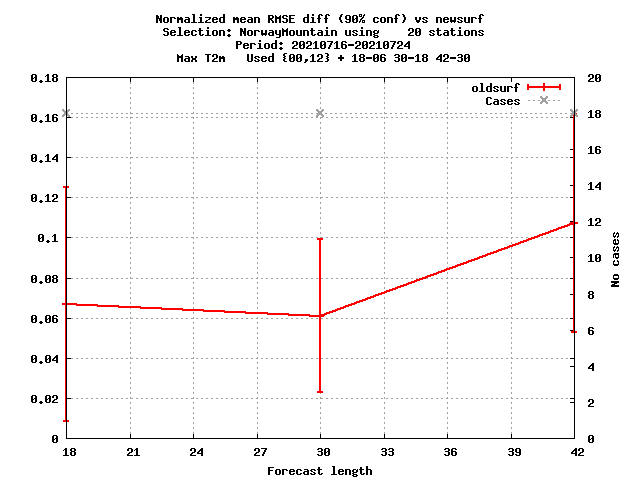 Normalized mean RMSE diff (90% conf) vs newsurf
Selection: NorwayMountain using    20 stations
Period: 20210716-20210724
Max T2m   Used {00,12} + 18-06 30-18 42-30
oldsurf
Cases
0.18
0.16
0.14
0.12
0.1
0.08
0.06
0.04
0.02
0
20
18
16
14
12
10
8
6
4
2
0
No cases
18 21 24 27 30 33 36 39 42
Forecast length